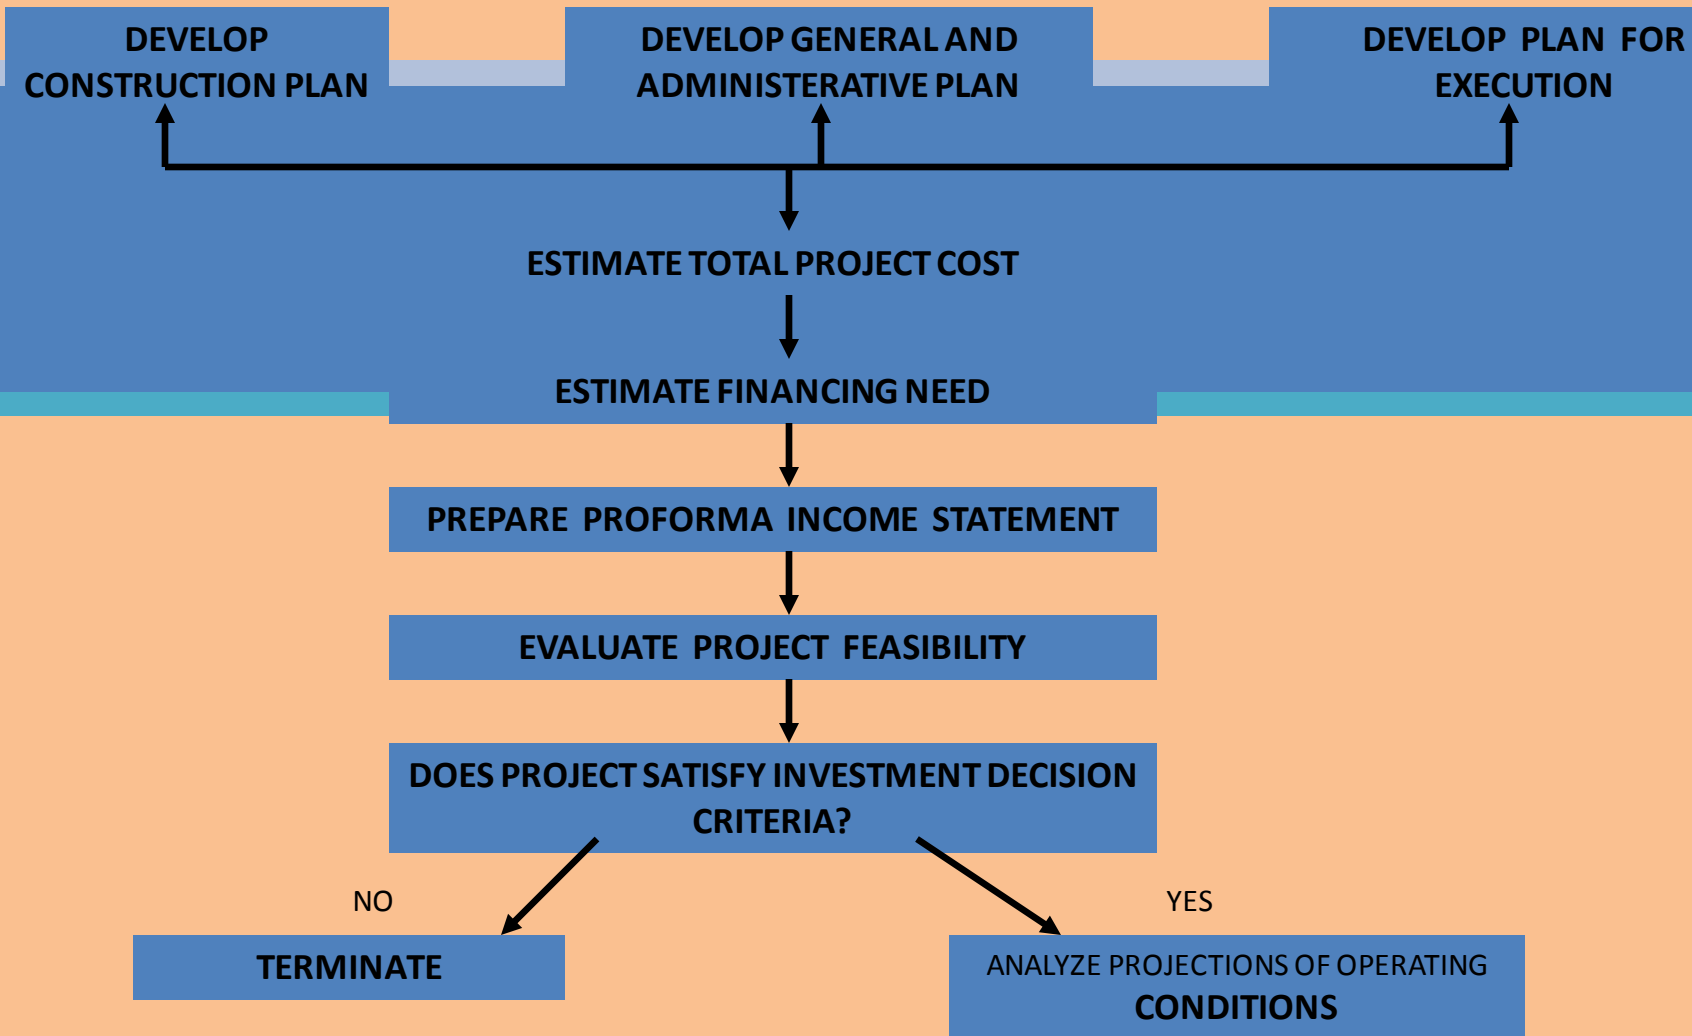 DEVELOP
CONSTRUCTION PLAN
DEVELOP GENERAL AND
ADMINISTERATIVE PLAN
DEVELOP PLAN FOR
EXECUTION
ESTIMATE TOTAL PROJECT COST
ESTIMATE FINANCING NEED
PREPARE PROFORMA INCOME STATEMENT
EVALUATE PROJECT FEASIBILITY
DOES PROJECT SATISFY INVESTMENT DECISION
CRITERIA?
NO
YES
TERMINATE
ANALYZE PROJECTIONS OF OPERATING
CONDITIONS